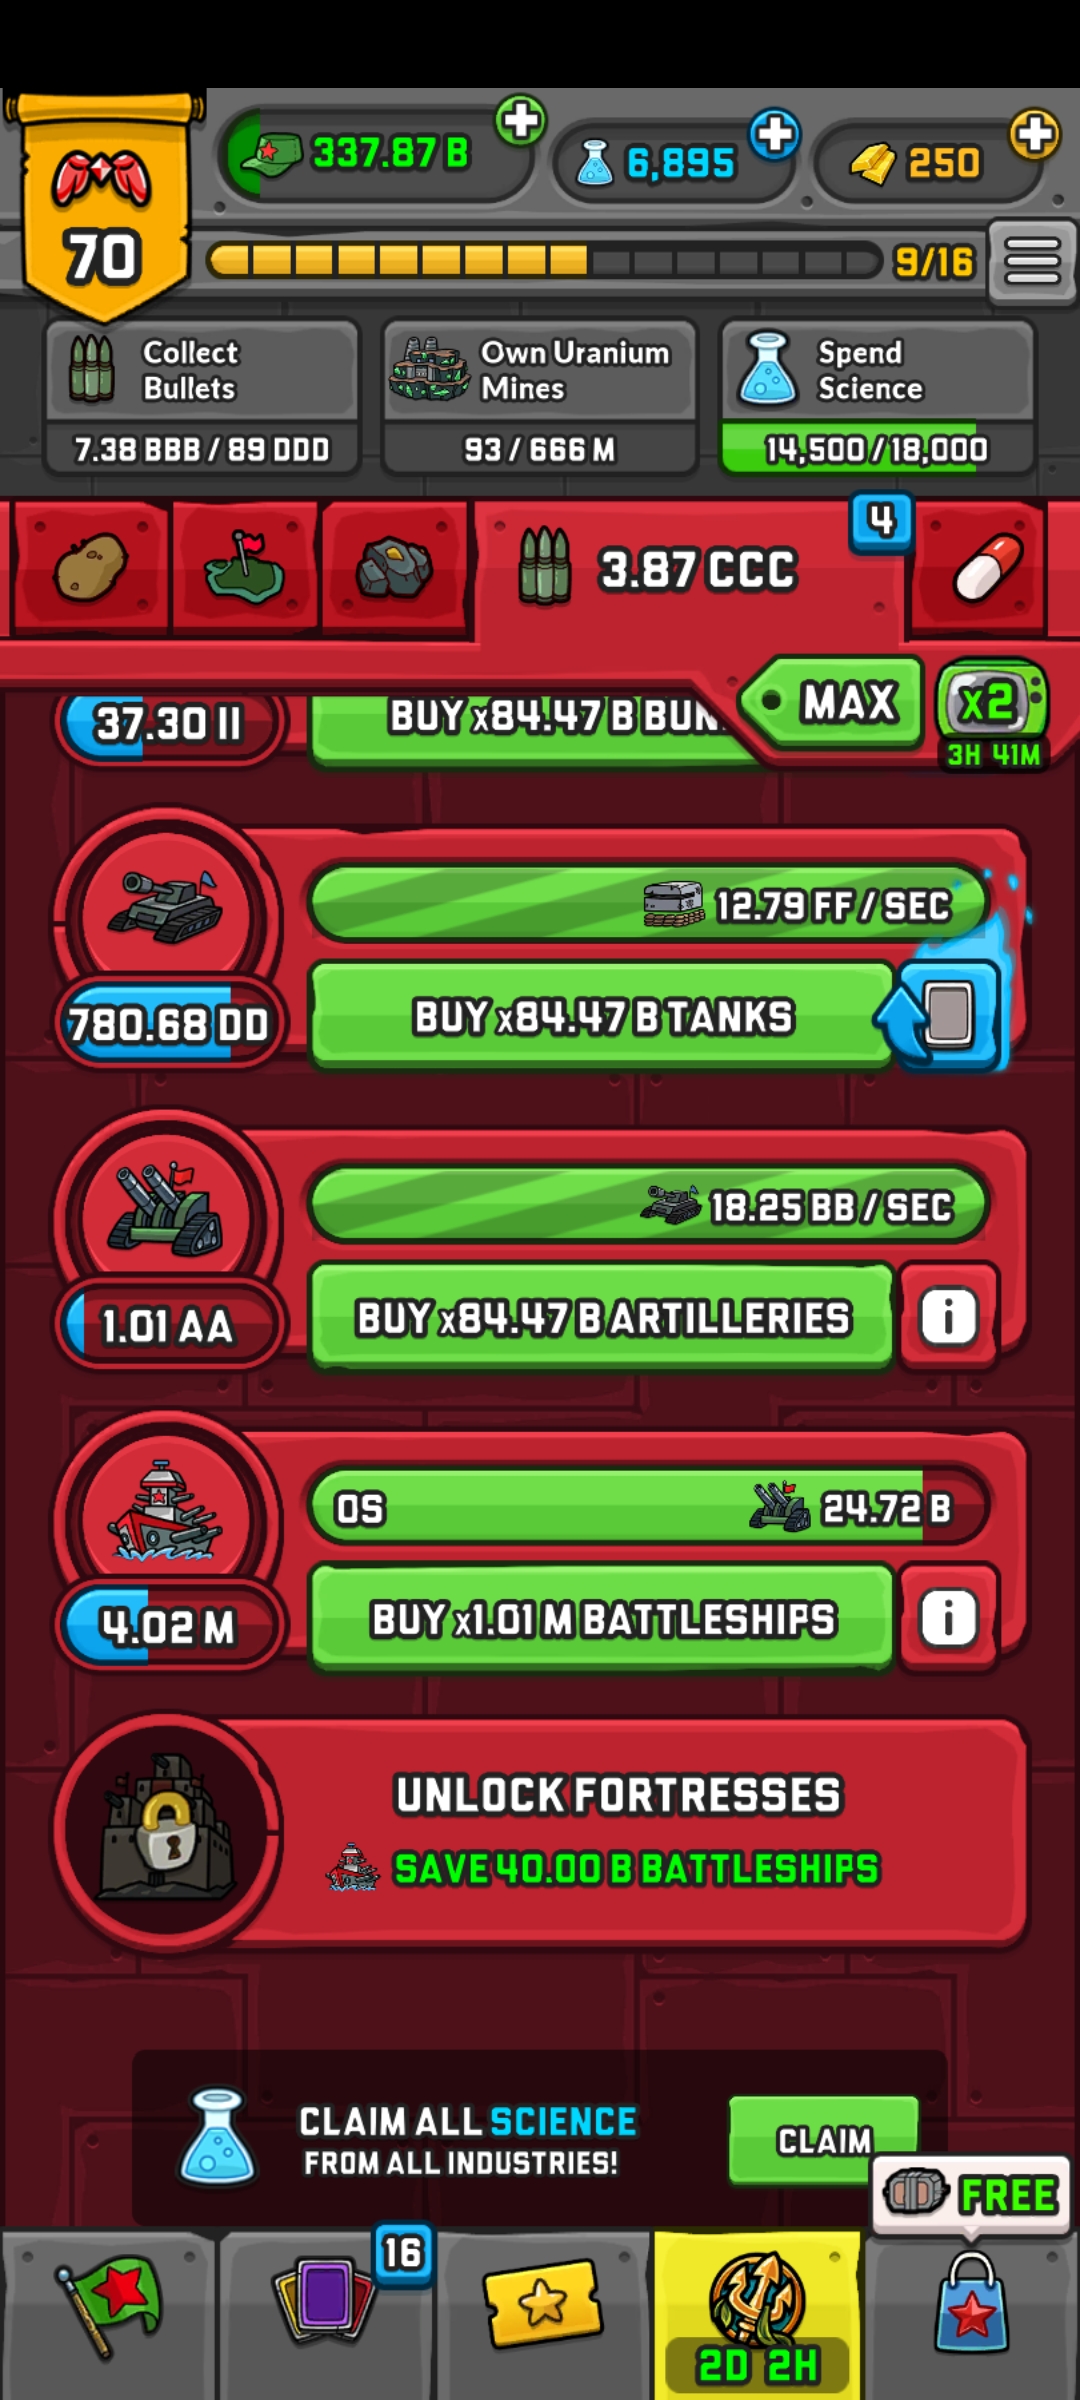 337.87 B
6,895
250
70
9/16
Collect
Bullets
Own Uranium
Mines
Spend
Science
7.38 BBB / 89 DDD
93 / 666 M
14,500/18,000
3.87 CCC
4
MAX
x2
3H 41M
37.30 II
BUY x84.47 B BUN
12.79 FF / SEC
780.68 DD
BUY x84.47 B TANKS
18.25 BB / SEC
1.01 AA
BUY x84.47 B ARTILLERIES
i
0S
24.72 B
4.02 M
BUY x1.01 M BATTLESHIPS
i
UNLOCK FORTRESSES
SAVE 40.00 B BATTLESHIPS
CLAIM ALL SCIENCE
FROM ALL INDUSTRIES!
CLAIM
FREE
16
2D 2H